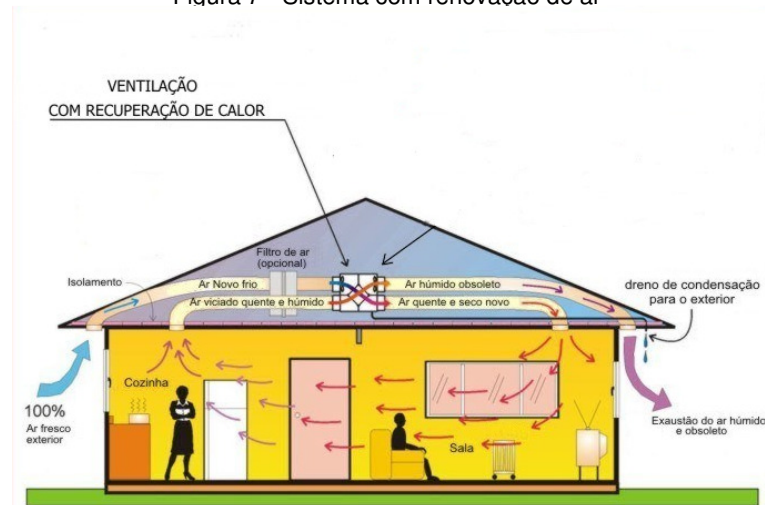 Figura 7 - Sistema com renovação de ar
VENTILAÇÃO
COM RECUPERAÇÃO DE CALOR
Filtro de ar
(opcional)
Isolamento
Ar Novo frio
Ar húmido obsoleto
Ar viciado quente e húmido
Ar quente e seco novo
dreno de condensação
para o exterior
Cozinha
100%
Ar fresco
exterior
Sala
Exaustão do ar húmido
e obsoleto